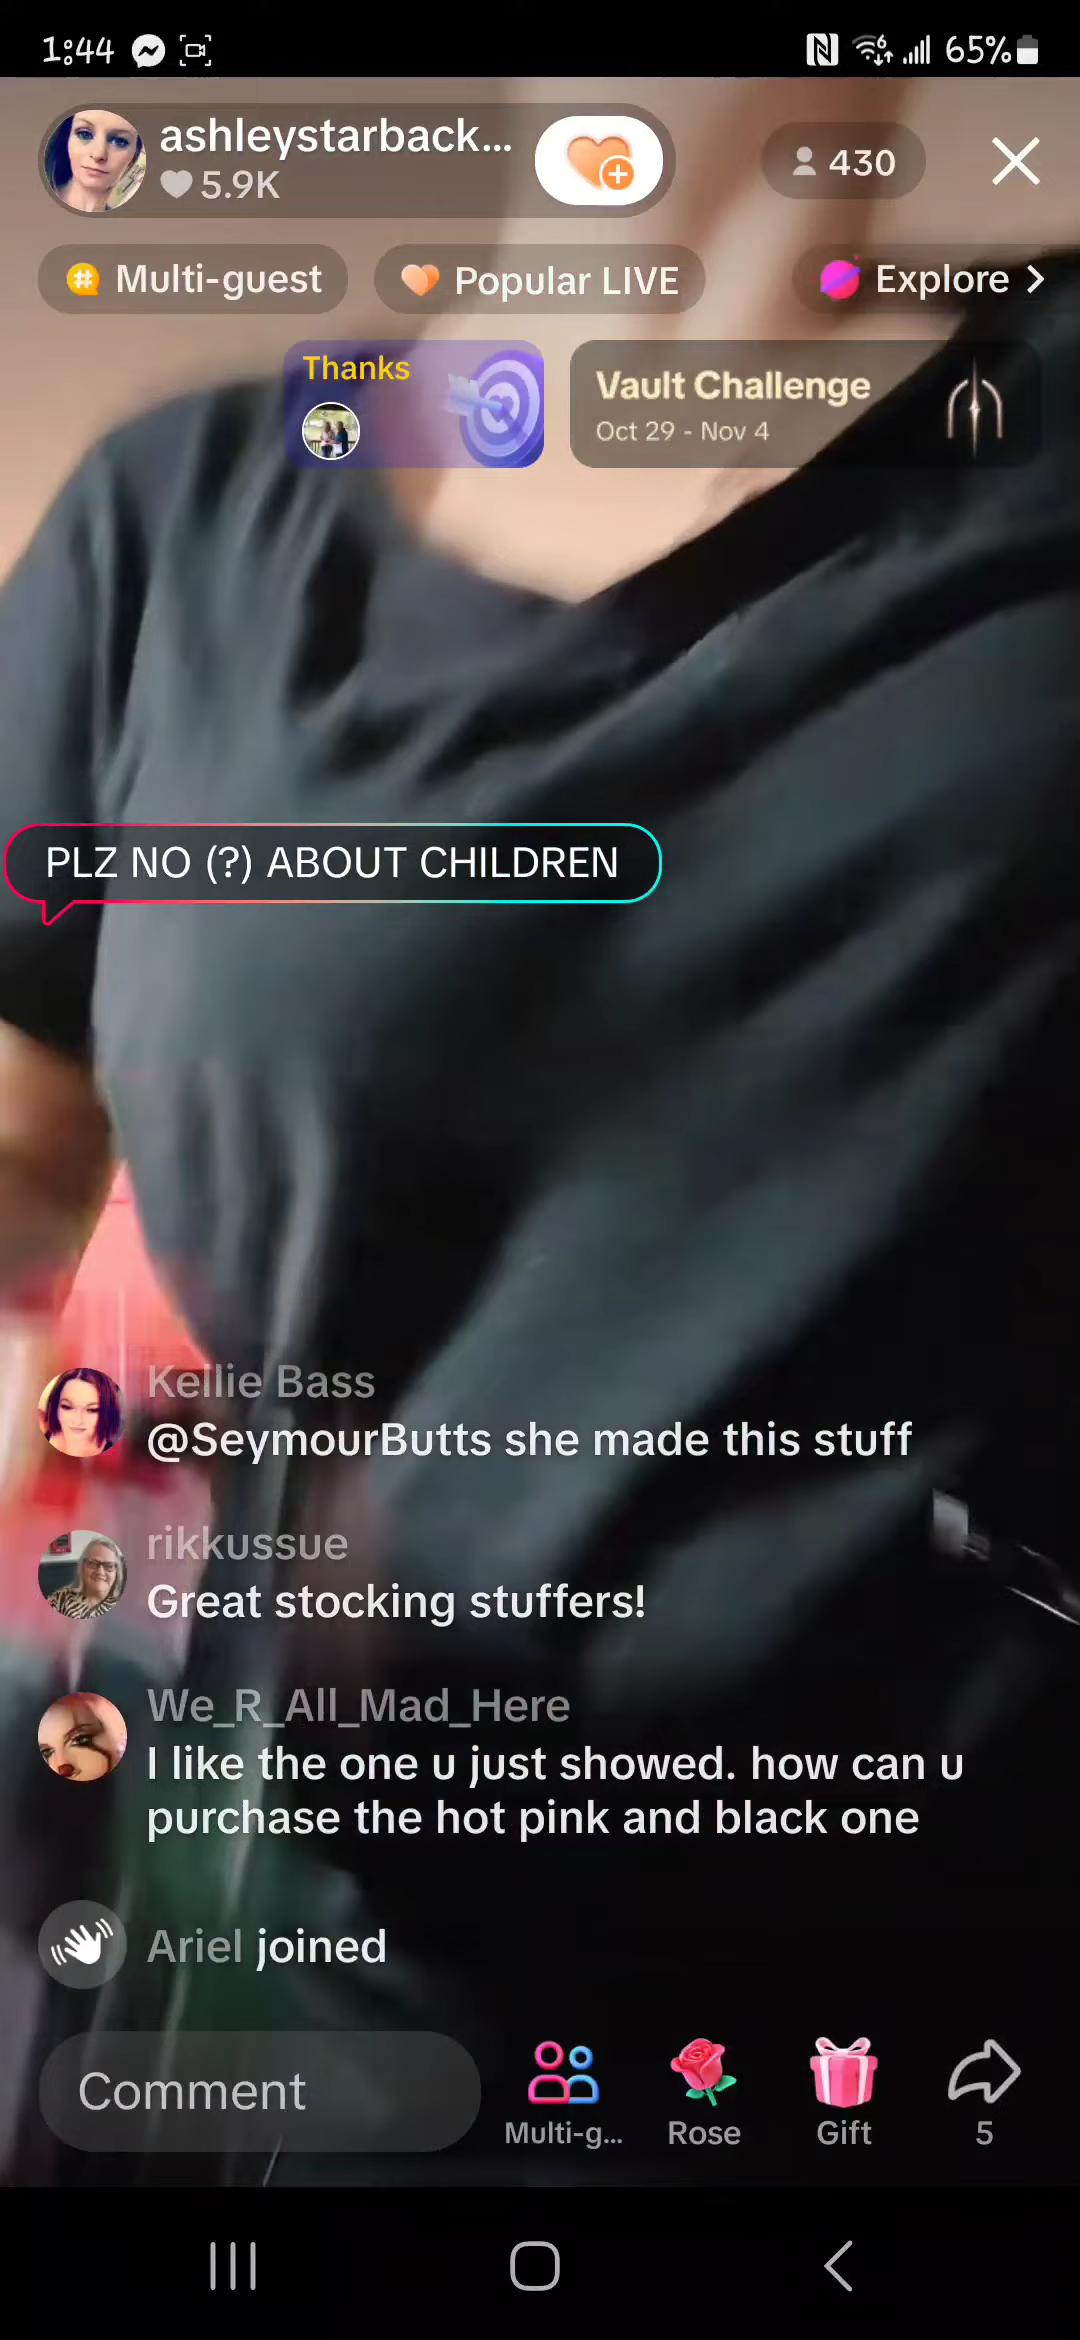 1:44
65%
ashleystarback...
5.9K
430
Multi-guest
Popular LIVE
Explore
Thanks
Vault Challenge
Oct 29 - Nov 4
PLZ NO (?) ABOUT CHILDREN
Kellie Bass
@SeymourButts she made this stuff
rikkussue
Great stocking stuffers!
We_R_All_Mad_Here
I like the one u just showed. how can u
purchase the hot pink and black one
Ariel joined
Comment
Multi-g...
Rose
Gift
5